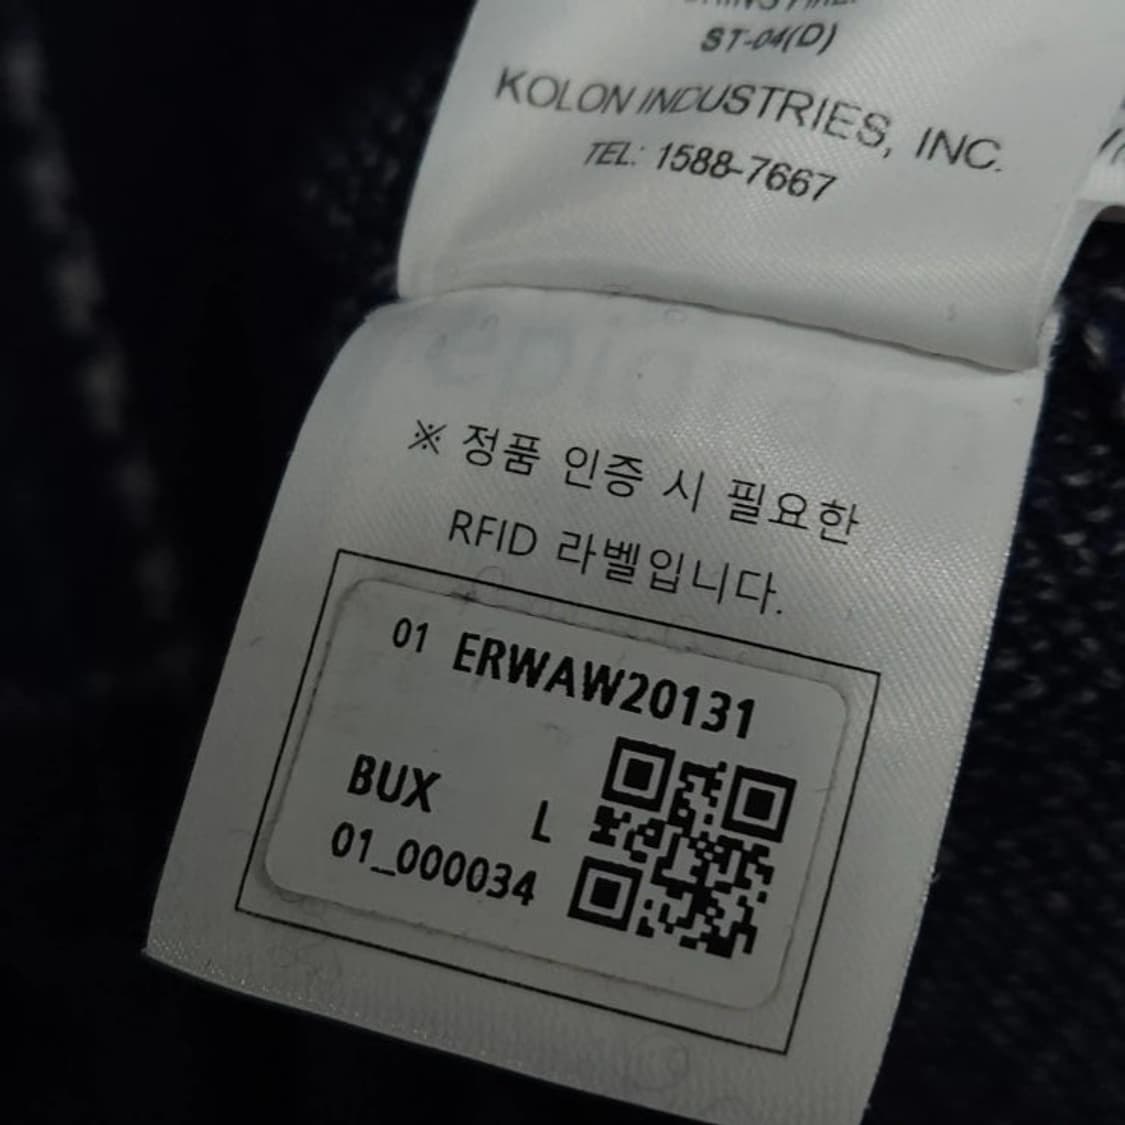 ST-04(D)
KOLON INDUSTRIES, INC.
TEL: 1588-7667
※ 정품 인증 시 필요한
RFID 라벨입니다.
01 ERWAW20131
BUX L
01_000034